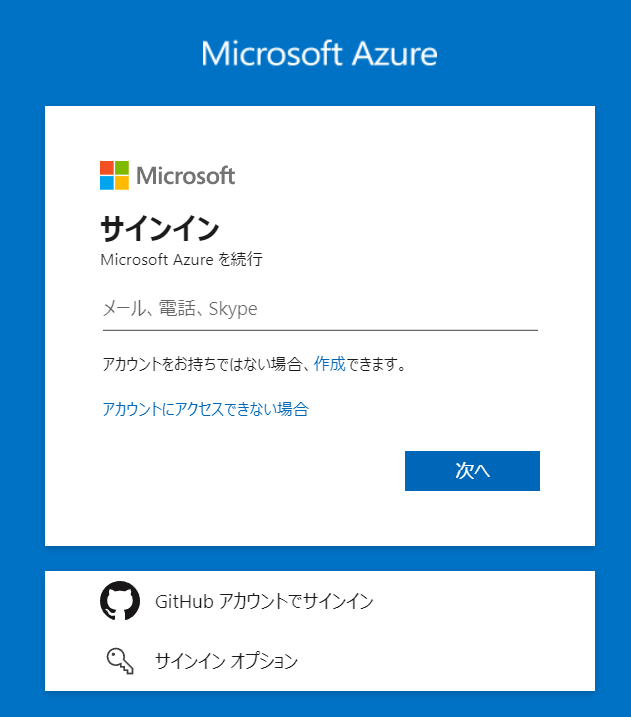 Microsoft Azure
Microsoft
サインイン
Microsoft Azure を続行
メール、電話、Skype
アカウントをお持ちではない場合、作成できます。
アカウントにアクセスできない場合
次へ
GitHub アカウントでサインイン
サインイン オプション